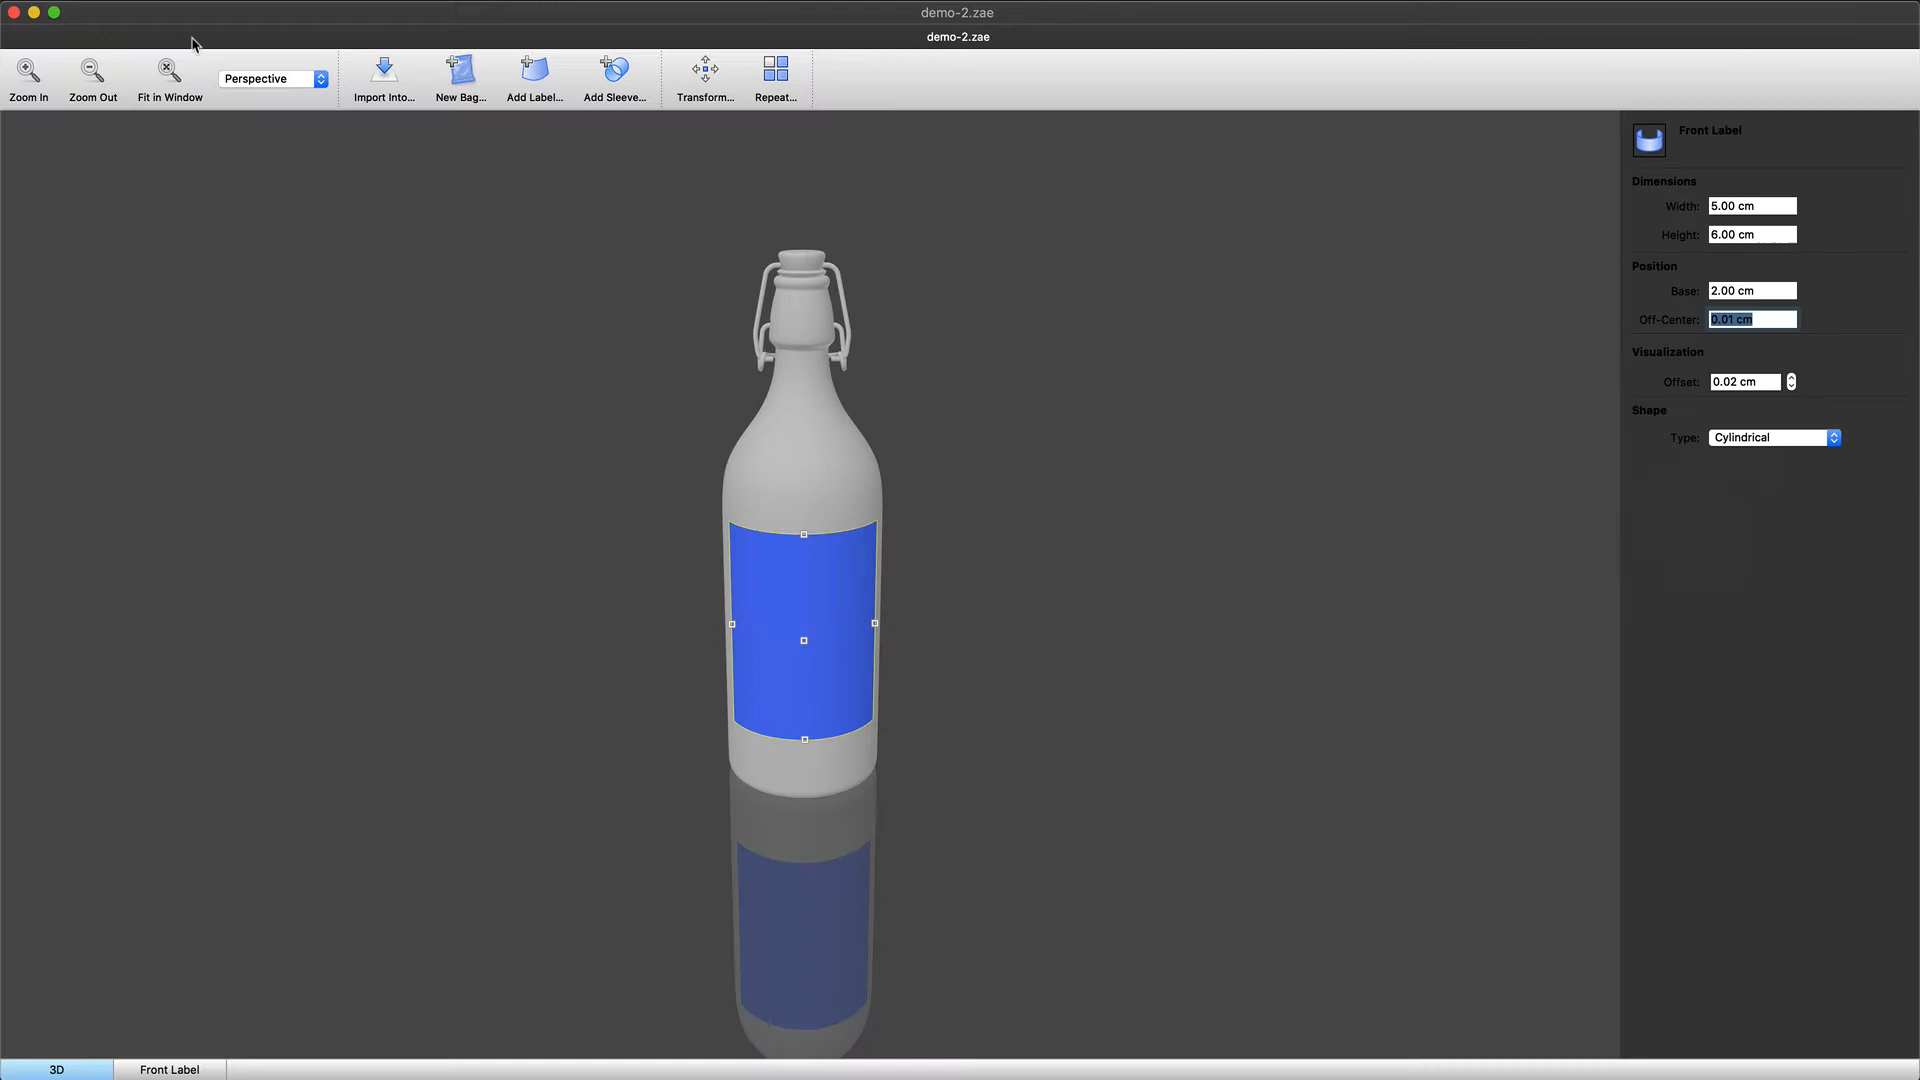 demo-2.zae
demo-2.zae
Zoom In
Zoom Out
Fit in Window
Perspective
Import Into...
New Bag...
Add Label...
Add Sleeve...
Transform...
Repeat...
Front Label
Dimensions
Width: 5.00 cm
Height: 6.00 cm
Position
Base: 2.00 cm
Off-Center: 0.01 cm
Visualization
Offset: 0.02 cm
Shape
Type: Cylindrical
3D
Front Label